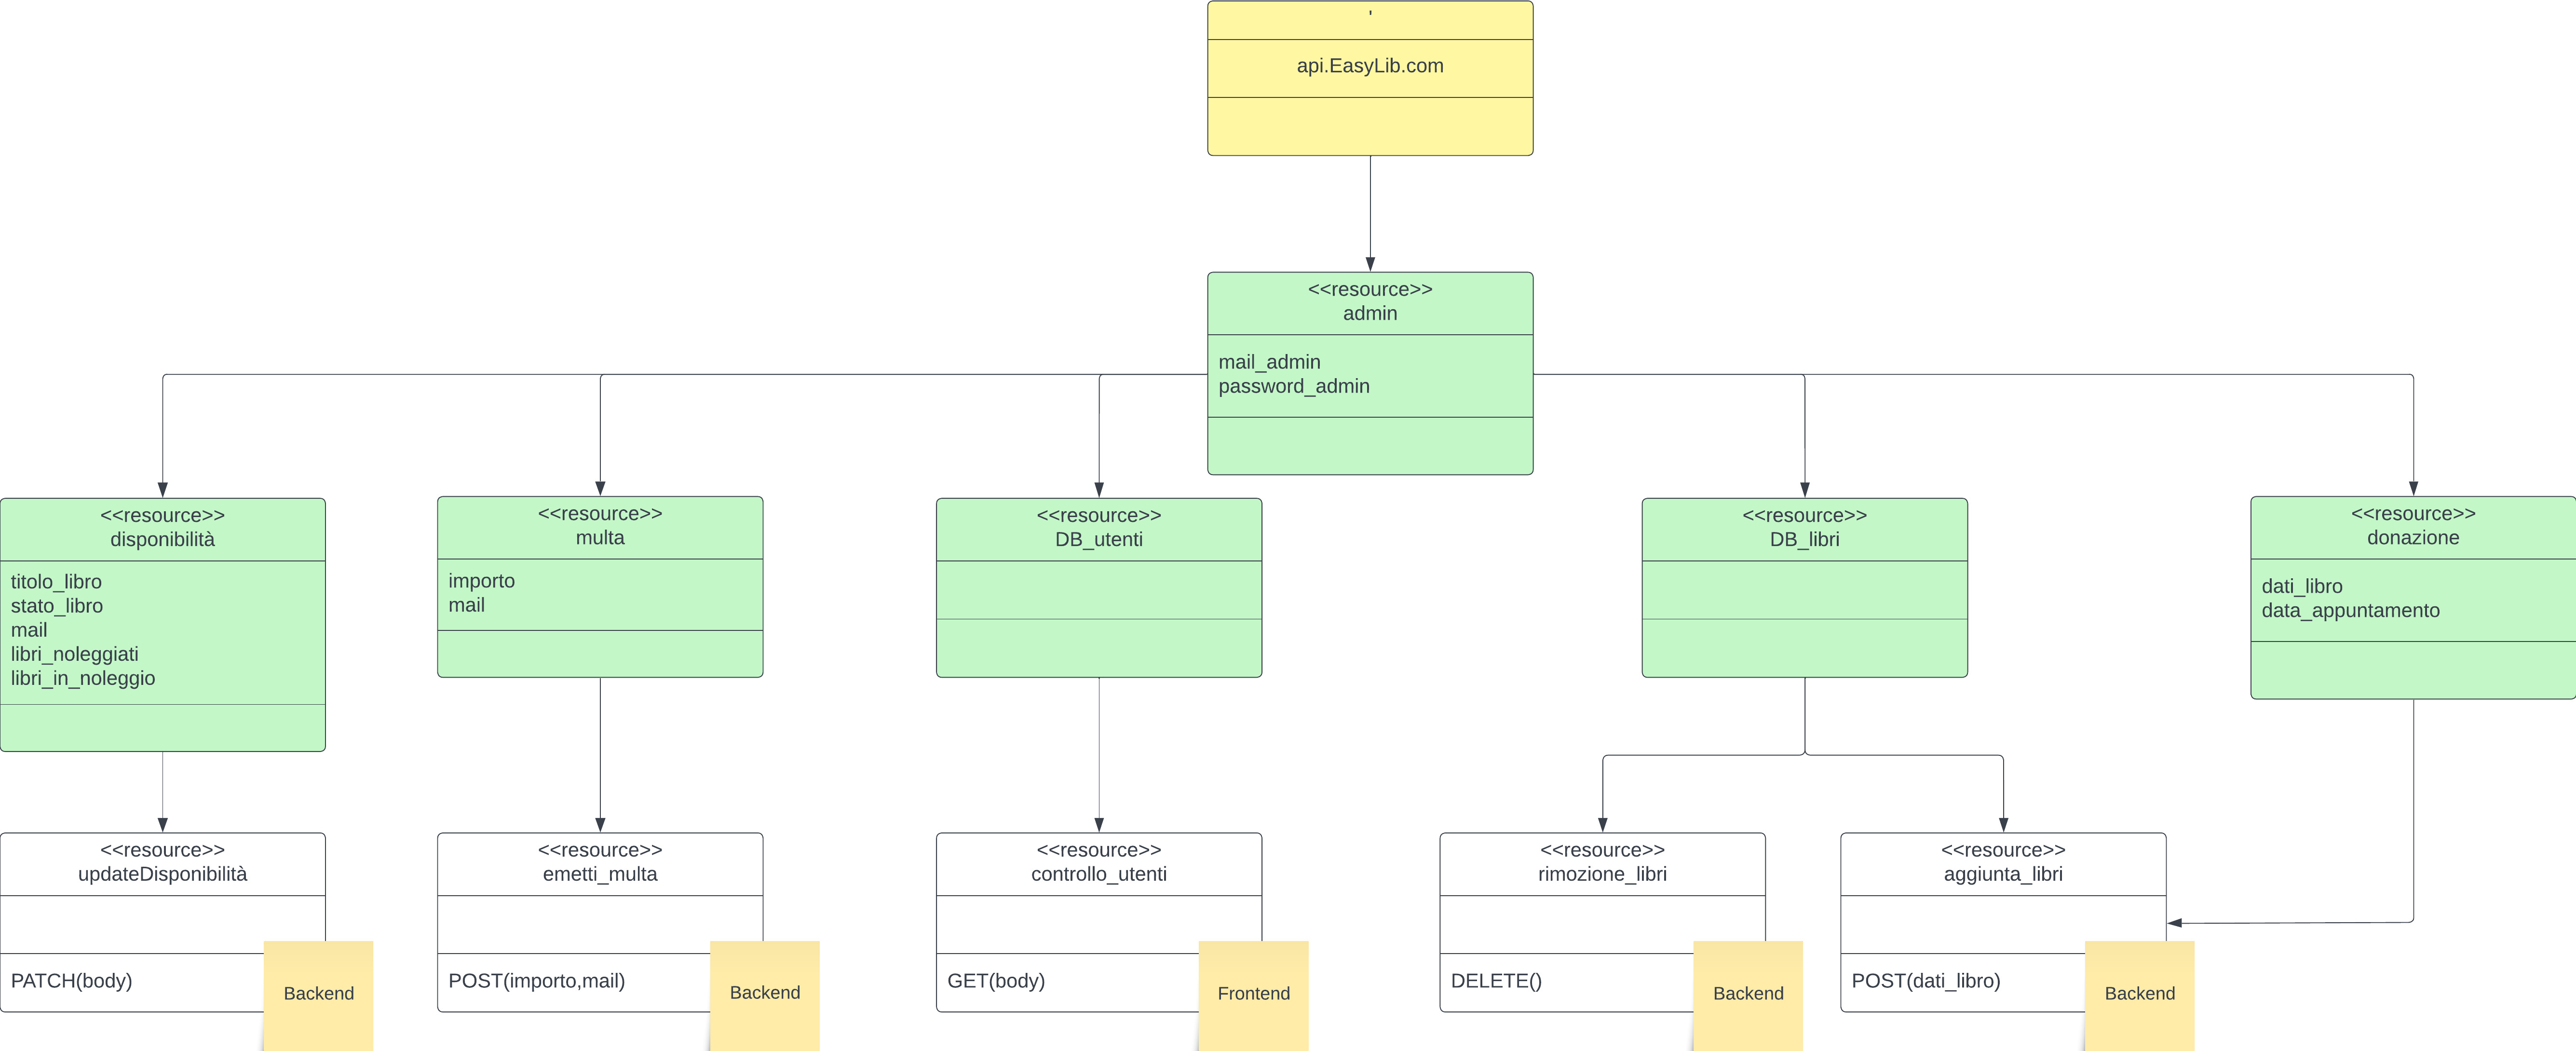 '
api.EasyLib.com
<<resource>>
admin
mail_admin
password_admin
<<resource>>
disponibilità
titolo_libro
stato_libro
mail
libri_noleggiati
libri_in_noleggio
<<resource>>
multa
importo
mail
<<resource>>
DB_utenti
<<resource>>
DB_libri
<<resource>>
donazione
dati_libro
data_appuntamento
<<resource>>
updateDisponibilità
PATCH(body)
Backend
<<resource>>
emetti_multa
POST(importo,mail)
Backend
<<resource>>
controllo_utenti
GET(body)
Frontend
<<resource>>
rimozione_libri
DELETE()
Backend
<<resource>>
aggiunta_libri
POST(dati_libro)
Backend